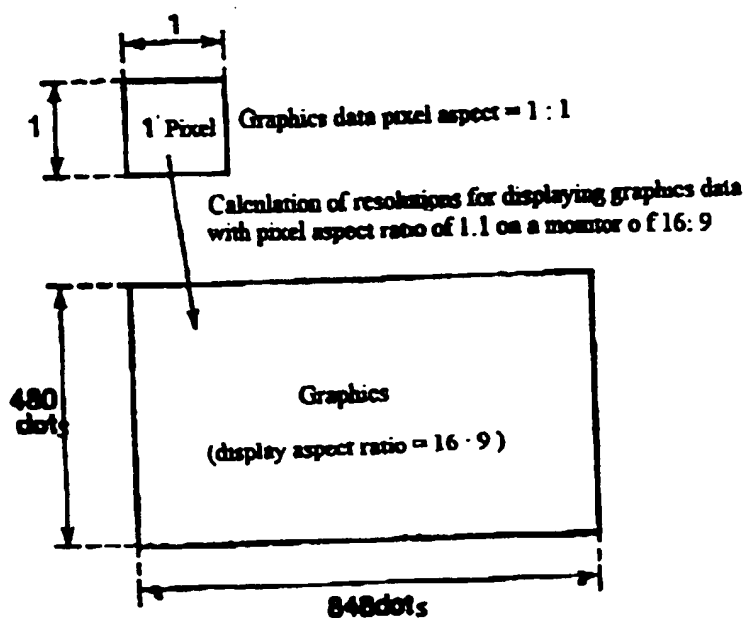 1
1
1 Pixel
Graphics data pixel aspect = 1 : 1
Calculation of resolutions for displaying graphics data
with pixel aspect ratio of 1.1 on a monitor o f 16: 9
480
dots
Graphics
(display aspect ratio = 16 · 9 )
848dots